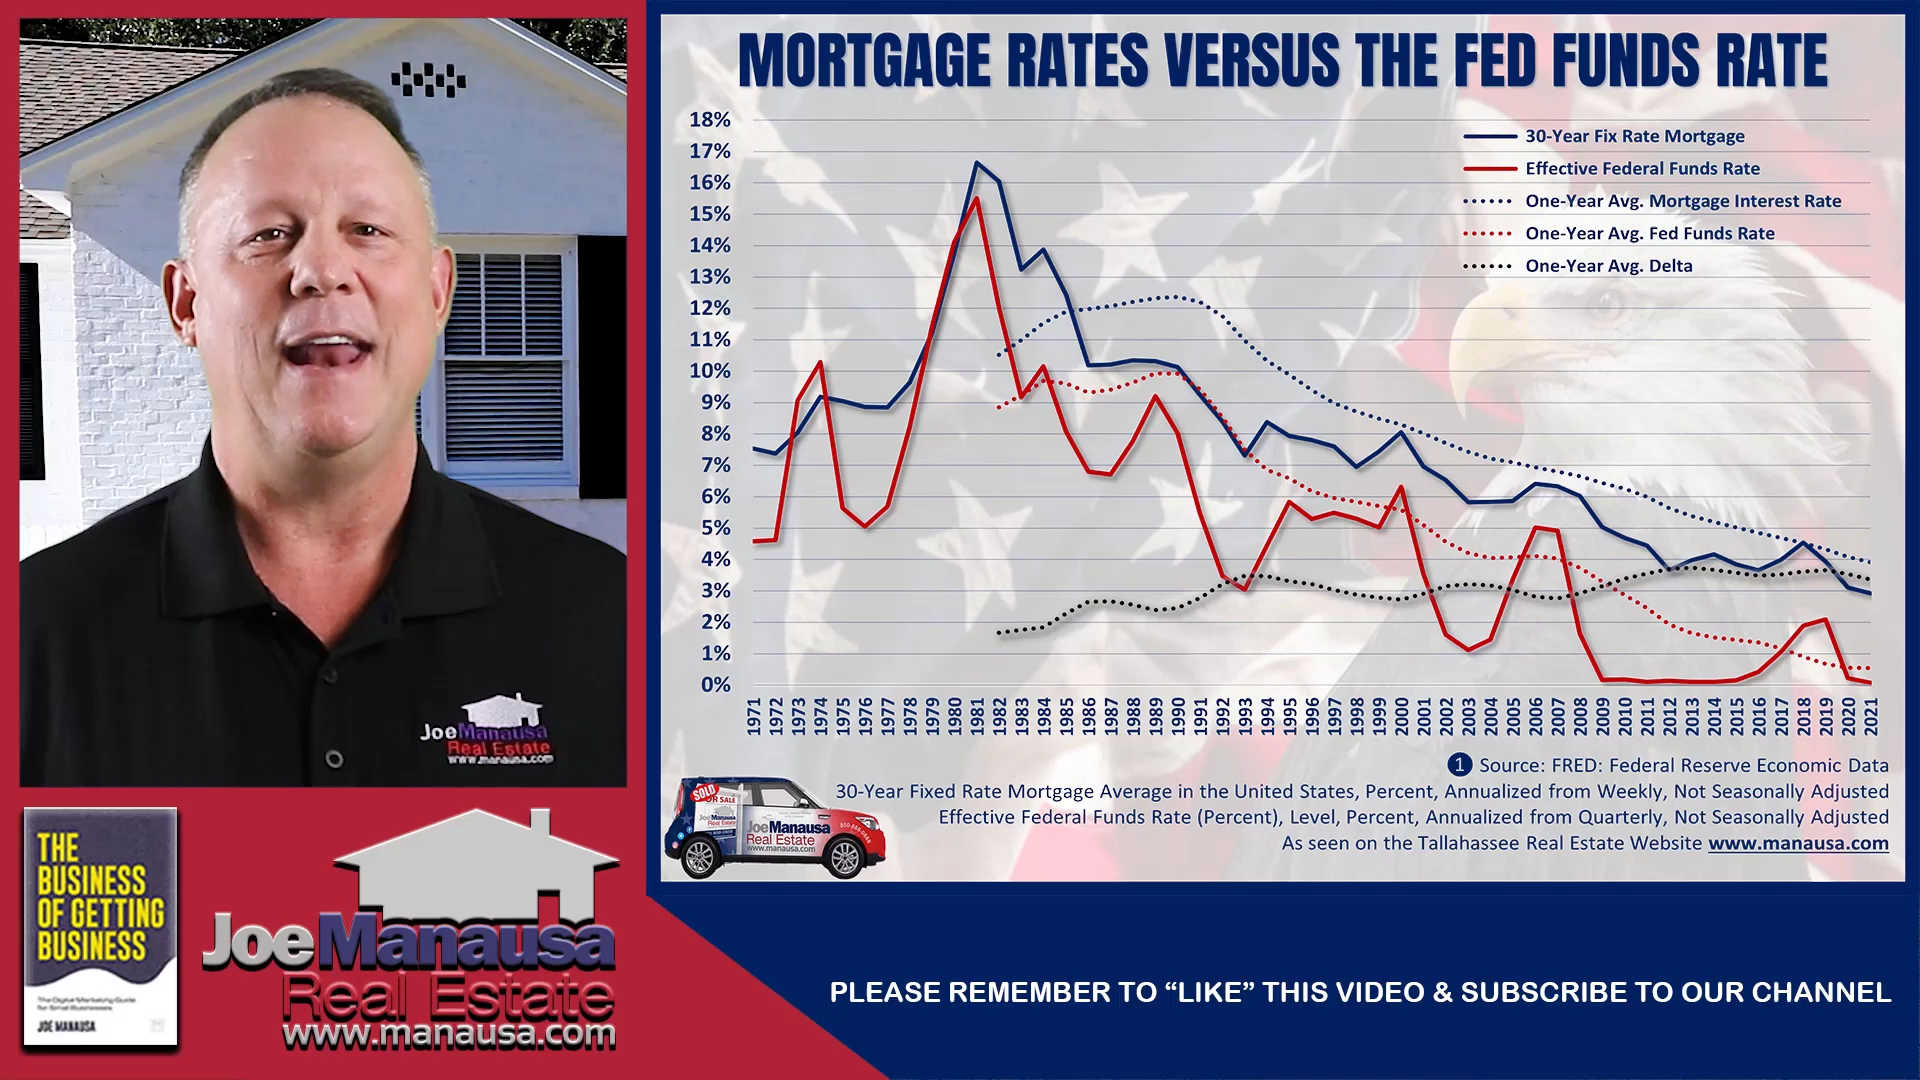 MORTGAGE RATES VERSUS THE FED FUNDS RATE
18%
17%
16%
15%
14%
13%
12%
11%
10%
9%
8%
7%
6%
5%
4%
3%
2%
1%
0%
30-Year Fix Rate Mortgage
Effective Federal Funds Rate
One-Year Avg. Mortgage Interest Rate
One-Year Avg. Fed Funds Rate
One-Year Avg. Delta
1971 1972 1973 1974 1975 1976 1977 1978 1979 1980 1981 1982 1983 1984 1985 1986 1987 1988 1989 1990 1991 1992 1993 1994 1995 1996 1997 1998 1999 2000 2001 2002 2003 2004 2005 2006 2007 2008 2009 2010 2011 2012 2013 2014 2015 2016 2017 2018 2019 2020 2021
1 Source: FRED: Federal Reserve Economic Data
30-Year Fixed Rate Mortgage Average in the United States, Percent, Annualized from Weekly, Not Seasonally Adjusted
Effective Federal Funds Rate (Percent), Level, Percent, Annualized from Quarterly, Not Seasonally Adjusted
As seen on the Tallahassee Real Estate Website www.manausa.com
SOLD
FOR SALE
JoeManausa
Real Estate
www.manausa.com
JoeManausa
Real Estate
www.manausa.com
THE
BUSINESS
OF GETTING
BUSINESS
The Digital Marketing Guide
for Small Businesses
JOE MANAUSA
JoeManausa
Real Estate
www.manausa.com
PLEASE REMEMBER TO “LIKE” THIS VIDEO & SUBSCRIBE TO OUR CHANNEL